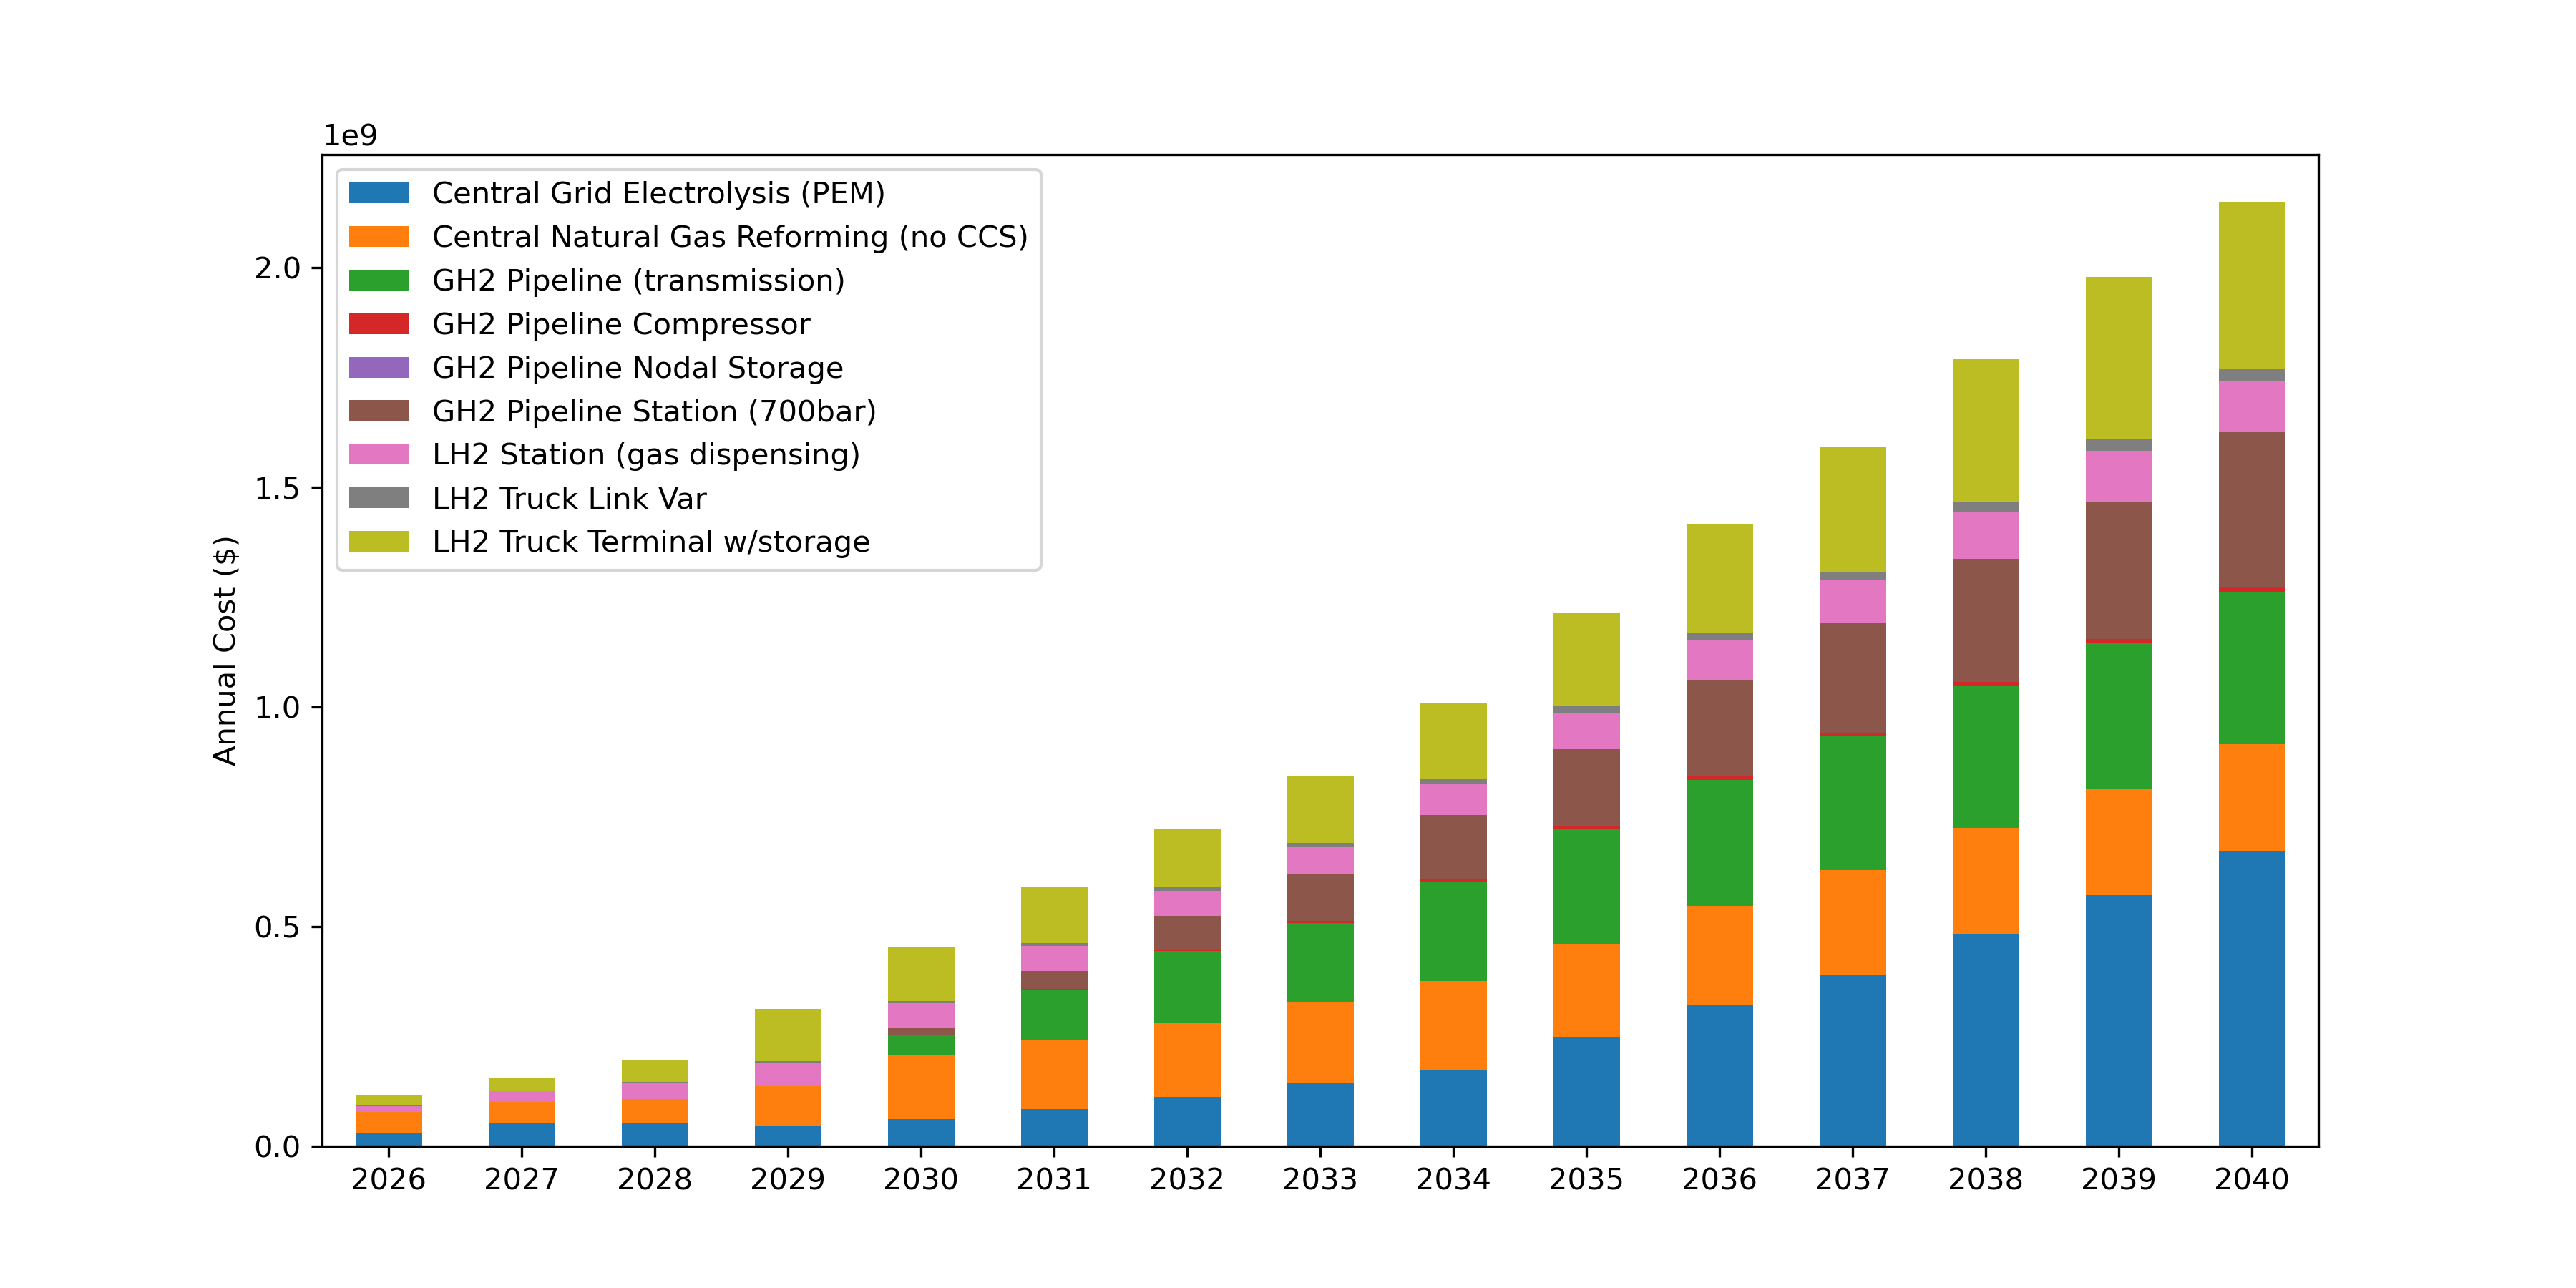 1e9
Central Grid Electrolysis (PEM)
Central Natural Gas Reforming (no CCS)
GH2 Pipeline (transmission)
GH2 Pipeline Compressor
GH2 Pipeline Nodal Storage
GH2 Pipeline Station (700bar)
LH2 Station (gas dispensing)
LH2 Truck Link Var
LH2 Truck Terminal w/storage
Annual Cost ($)
2.0
1.5
1.0
0.5
0.0
2026 2027 2028 2029 2030 2031 2032 2033 2034 2035 2036 2037 2038 2039 2040